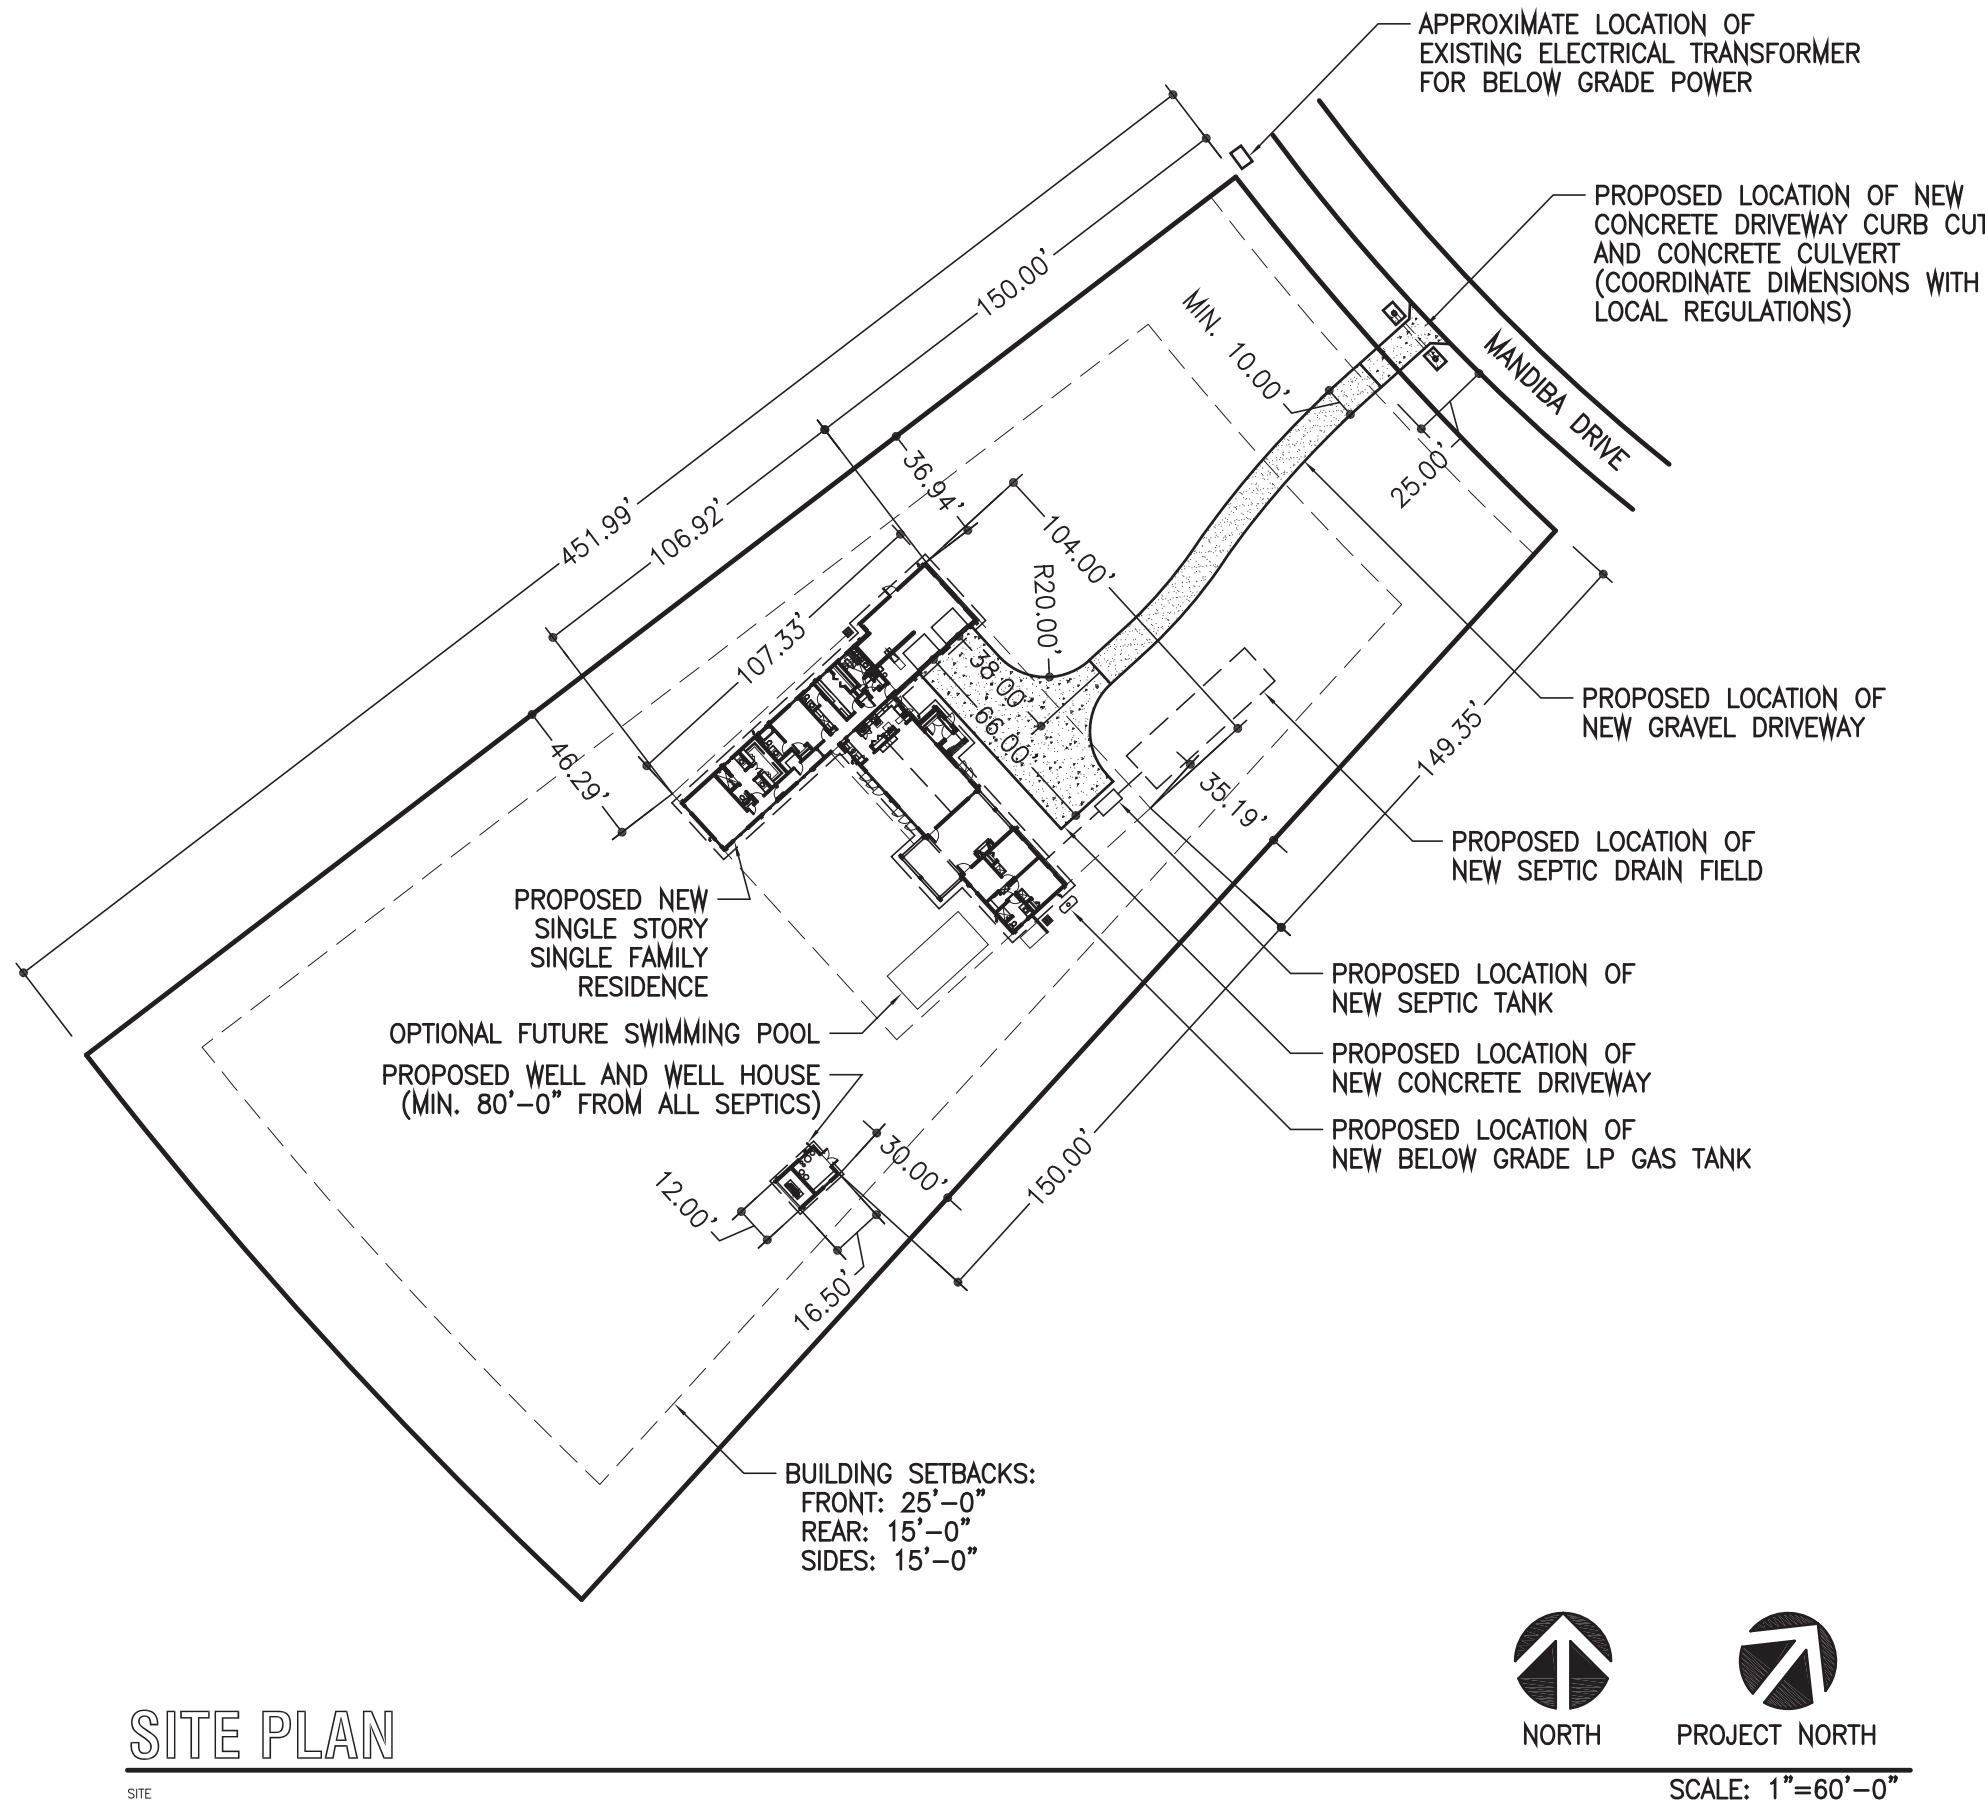 APPROXIMATE LOCATION OF
EXISTING ELECTRICAL TRANSFORMER
FOR BELOW GRADE POWER
PROPOSED LOCATION OF NEW
CONCRETE DRIVEWAY CURB CUT
AND CONCRETE CULVERT
(COORDINATE DIMENSIONS WITH
LOCAL REGULATIONS)
MANDIBA DRIVE
150.00'
MIN. 10.00'
25.00'
451.99'
106.92'
36.94'
104.00'
R20.00'
107.33'
38.00'
66.00'
46.29'
35.19'
149.35'
PROPOSED LOCATION OF
NEW GRAVEL DRIVEWAY
PROPOSED LOCATION OF
NEW SEPTIC DRAIN FIELD
PROPOSED NEW
SINGLE STORY
SINGLE FAMILY
RESIDENCE
OPTIONAL FUTURE SWIMMING POOL
PROPOSED WELL AND WELL HOUSE
(MIN. 80'-0" FROM ALL SEPTICS)
PROPOSED LOCATION OF
NEW SEPTIC TANK
PROPOSED LOCATION OF
NEW CONCRETE DRIVEWAY
PROPOSED LOCATION OF
NEW BELOW GRADE LP GAS TANK
30.00'
150.00'
12.00'
16.50'
BUILDING SETBACKS:
FRONT: 25'-0"
REAR: 15'-0"
SIDES: 15'-0"
NORTH
PROJECT NORTH
SITE PLAN
SITE
SCALE: 1"=60'-0"